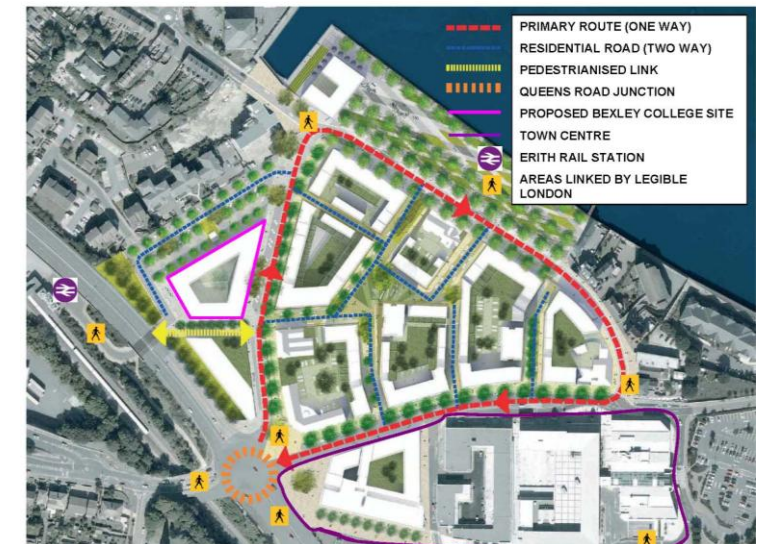 PRIMARY ROUTE (ONE WAY)
RESIDENTIAL ROAD (TWO WAY)
PEDESTRIANISED LINK
QUEENS ROAD JUNCTION
PROPOSED BEXLEY COLLEGE SITE
TOWN CENTRE
ERITH RAIL STATION
AREAS LINKED BY LEGIBLE
LONDON